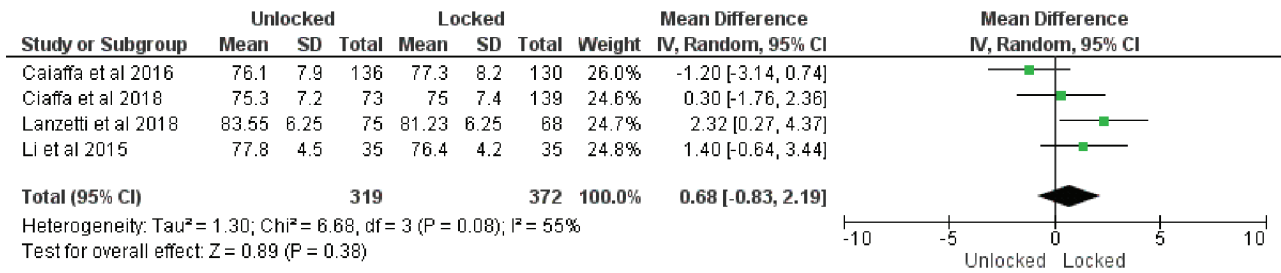 Unlocked Locked Mean Difference Mean Difference
Study or Subgroup Mean SD Total Mean SD Total Weight IV, Random, 95% CI IV, Random, 95% CI
Caiaffa et al 2016 76.1 7.9 136 77.3 8.2 130 26.0% -1.20 [-3.14, 0.74]
Ciaffa et al 2018 75.3 7.2 73 75 7.4 139 24.6% 0.30 [-1.76, 2.36]
Lanzetti et al 2018 83.55 6.25 75 81.23 6.25 68 24.7% 2.32 [0.27, 4.37]
Li et al 2015 77.8 4.5 35 76.4 4.2 35 24.8% 1.40 [-0.64, 3.44]
Total (95% CI) 319 372 100.0% 0.68 [-0.83, 2.19]
Heterogeneity: Tau² = 1.30; Chi² = 6.68, df = 3 (P = 0.08); I² = 55%
Test for overall effect: Z = 0.89 (P = 0.38)
-10 -5 0 5 10
Unlocked Locked